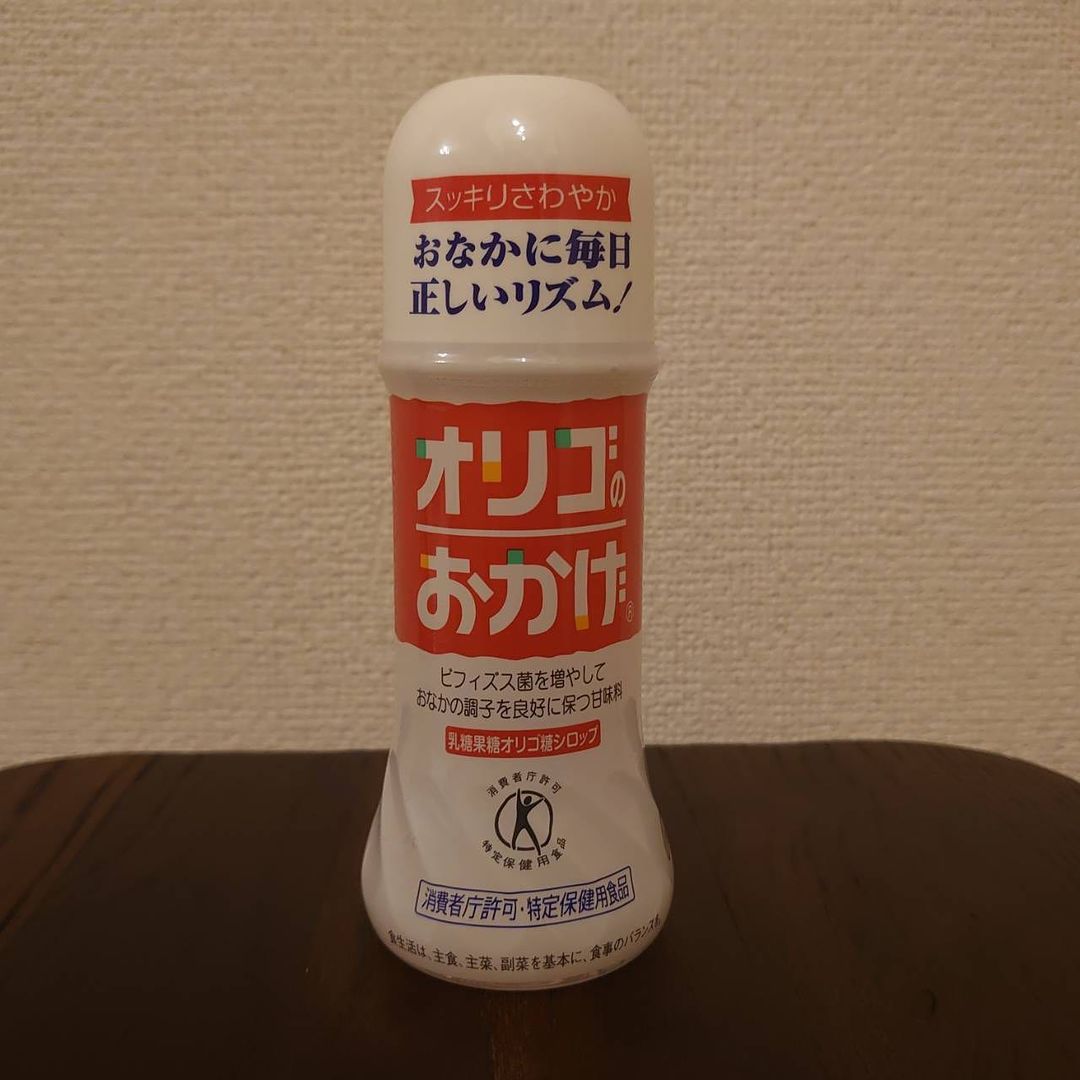 スッキリさわやか
おなかに毎日
正しいリズム!
オリゴの
おかげ®
ビフィズス菌を増やして
おなかの調子を良好に保つ甘味料
乳糖果糖オリゴ糖シロップ
消費者庁許可
特定保健用食品
消費者庁許可・特定保健用食品
食生活は、主食、主菜、副菜を基本に、食事のバランス